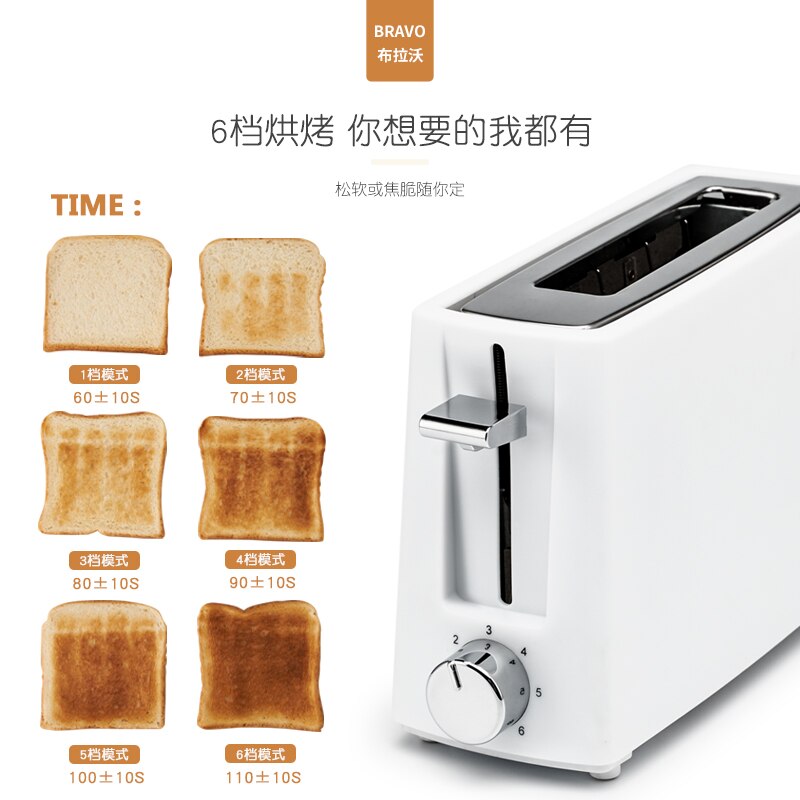 BRAVO
布拉沃
6档烘烤 你想要的我都有
松软或焦脆随你定
TIME：
1档模式
60±10S
2档模式
70±10S
3档模式
80±10S
4档模式
90±10S
5档模式
100±10S
6档模式
110±10S
2
3
4
5
6